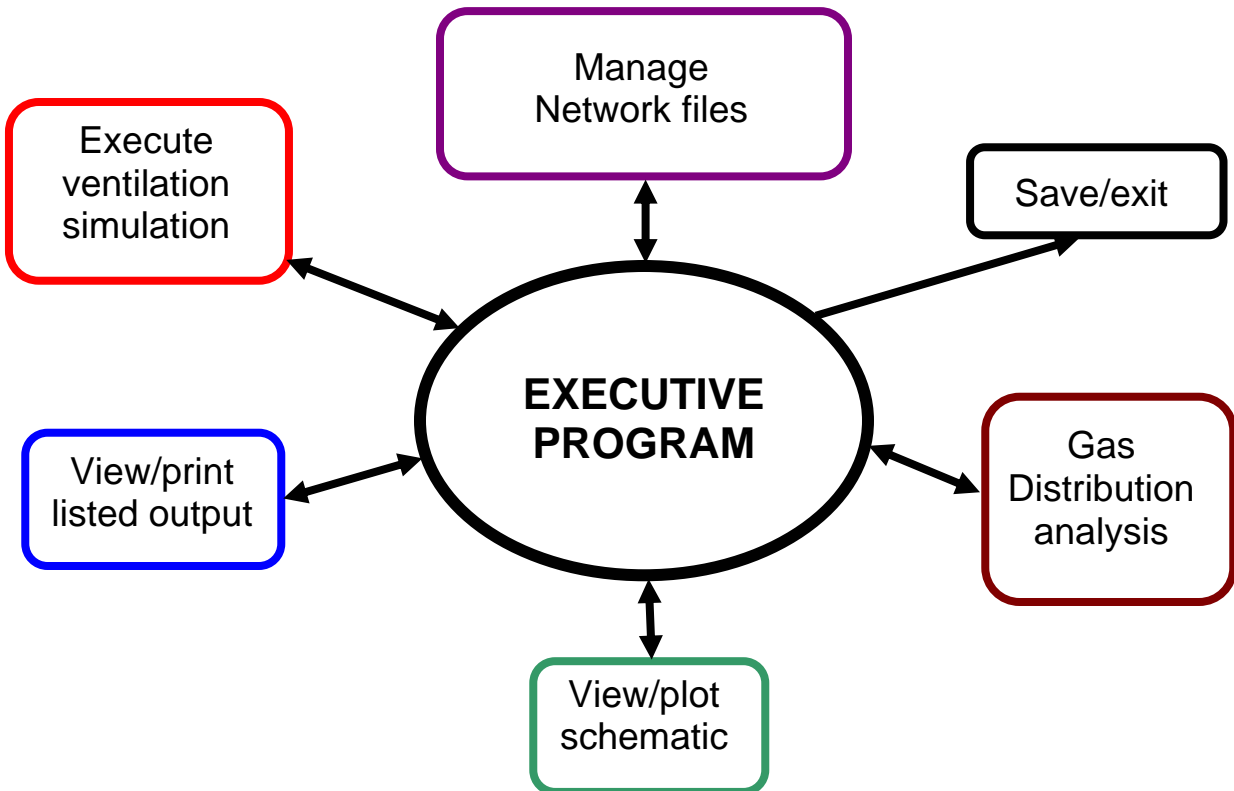 Manage
Network files
Execute
ventilation
simulation
Save/exit
EXECUTIVE
PROGRAM
Gas
Distribution
analysis
View/print
listed output
View/plot
schematic